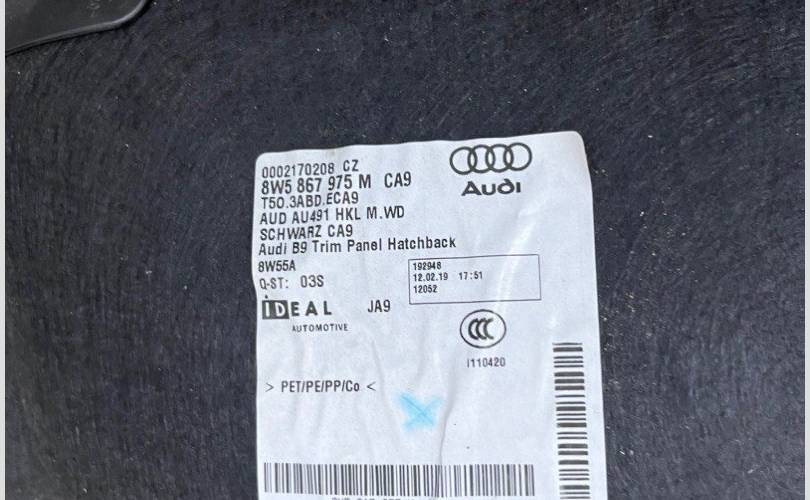 0002170208 CZ
8W5 867 975 M CA9
T50.3ABD.ECA9
AUD AU491 HKL M.WD
SCHWARZ CA9
Audi B9 Trim Panel Hatchback
8W55A
Q-ST: 03S
Audi
192948
12.02.19 17:51
12052
IDEAL JA9
AUTOMOTIVE
CCC
I110420
> PET/PE/PP/Co <